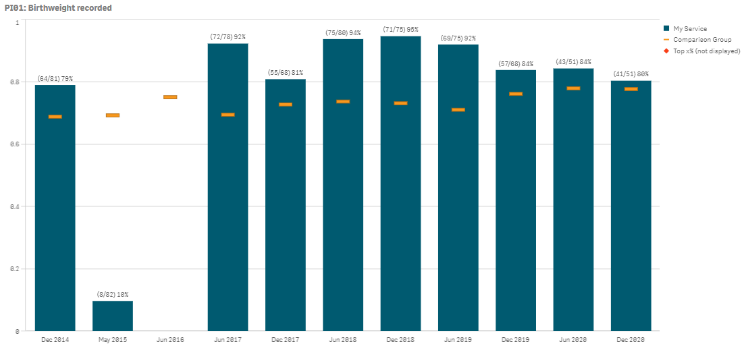 PI01: Birthweight recorded
1
0.8
0.6
0.4
0.2
0
(64/81) 79%
(8/82) 10%
(72/78) 92%
(55/68) 81%
(75/80) 94%
(71/75) 95%
(69/75) 92%
(57/68) 84%
(43/51) 84%
(41/51) 80%
Dec 2014
May 2015
Jun 2016
Jun 2017
Dec 2017
Jun 2018
Dec 2018
Jun 2019
Dec 2019
Jun 2020
Dec 2020
My Service
Comparison Group
Top x% (not displayed)